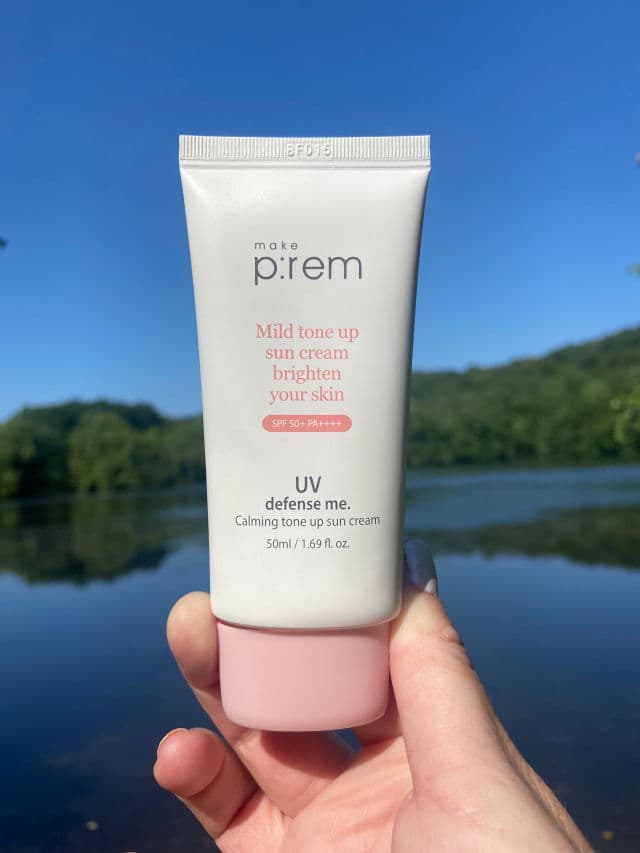 BF015
make
p:rem
Mild tone up
sun cream
brighten
your skin
SPF 50+ PA++++
UV
defense me.
Calming tone up sun cream
50ml / 1.69 fl. oz.